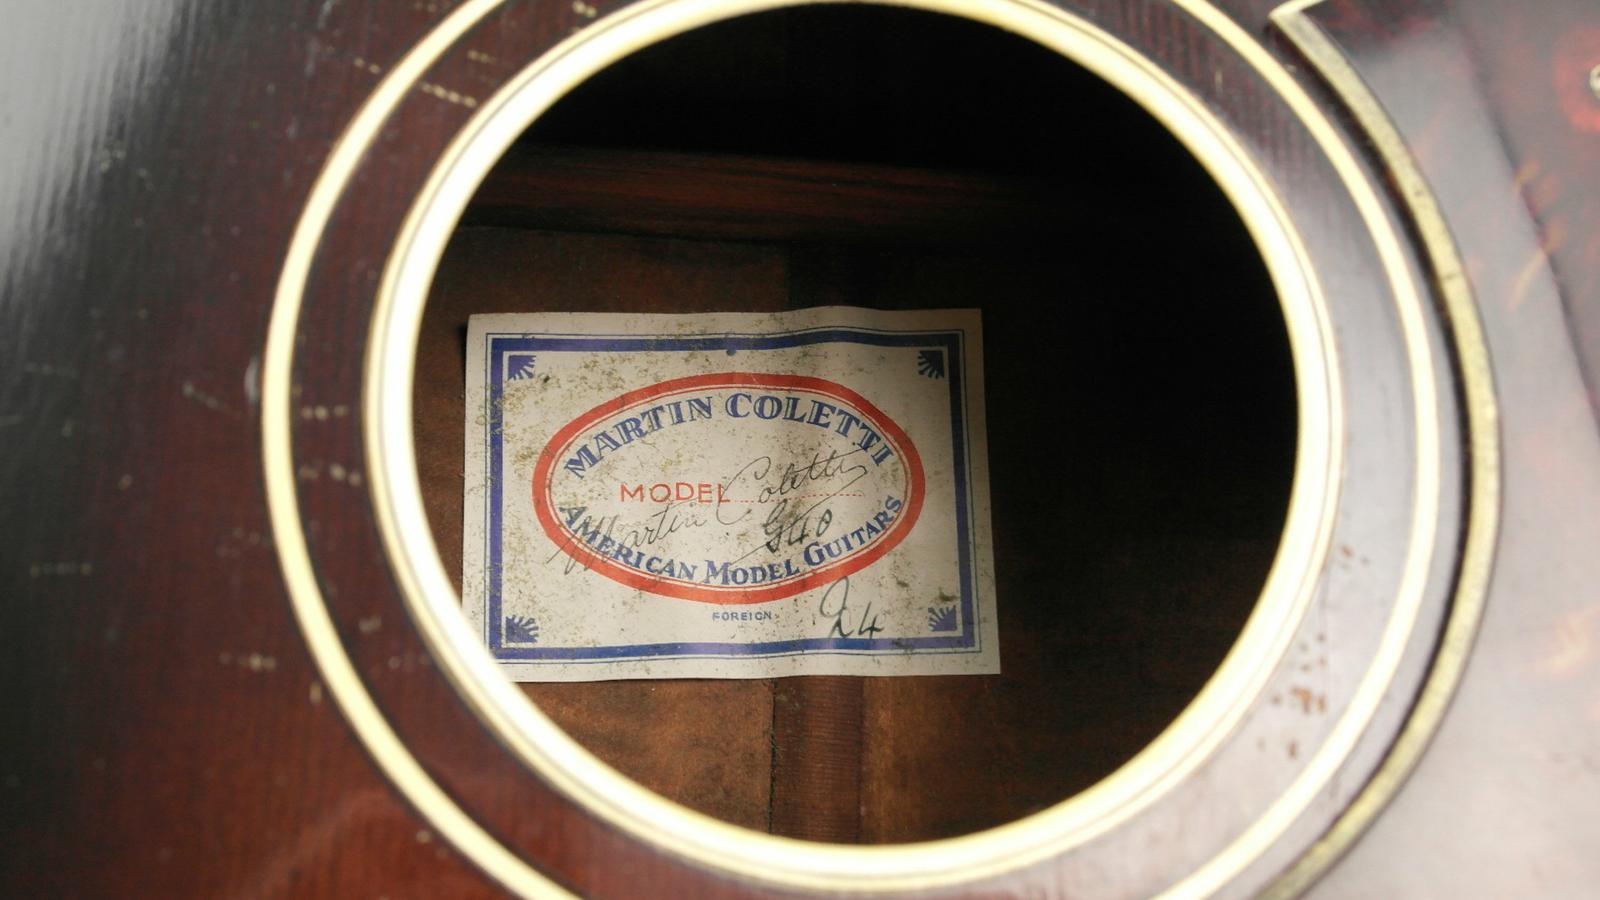 MARTIN COLETTI
MODEL
Martin Coletti
G40
AMERICAN MODEL GUITARS
FOREIGN
24